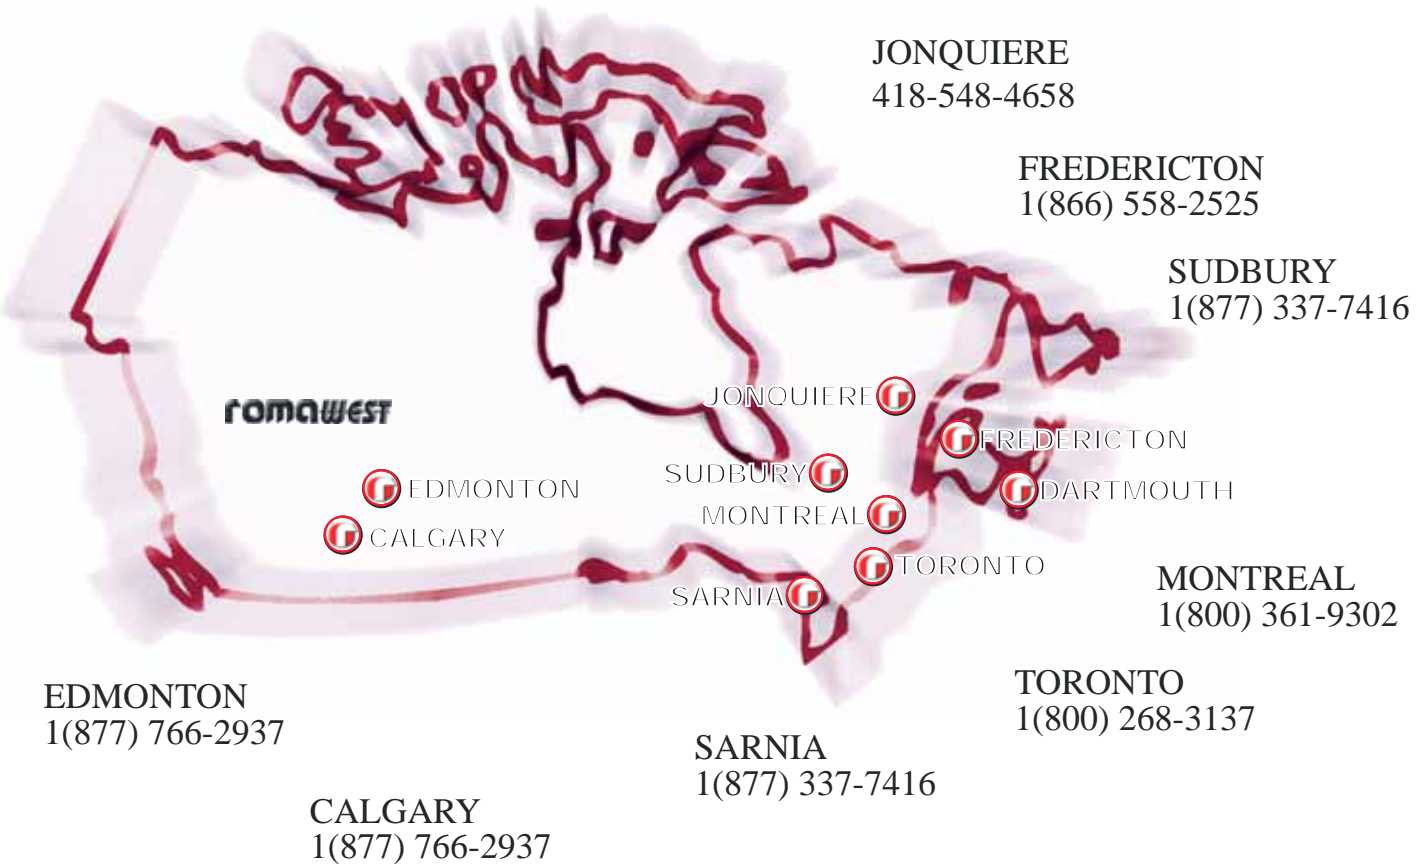 JONQUIERE
418-548-4658
FREDERICTON
1(866) 558-2525
SUDBURY
1(877) 337-7416
romawest
JONQUIERE
FREDERICTON
SUDBURY
EDMONTON
DARTMOUTH
MONTREAL
CALGARY
TORONTO
SARNIA
MONTREAL
1(800) 361-9302
EDMONTON
1(877) 766-2937
TORONTO
1(800) 268-3137
SARNIA
1(877) 337-7416
CALGARY
1(877) 766-2937